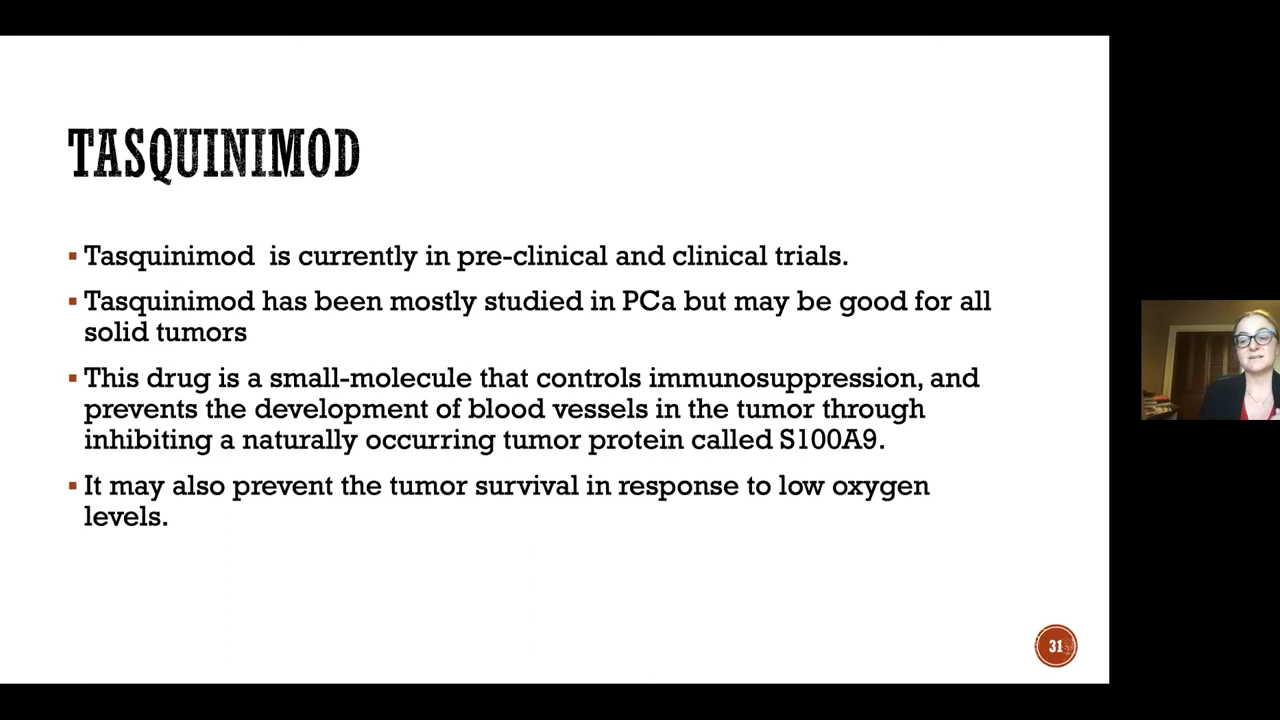 TASQUINIMOD
▪ Tasquinimod  is currently in pre-clinical and clinical trials.
▪ Tasquinimod has been mostly studied in PCa but may be good for all
solid tumors
▪ This drug is a small-molecule that controls immunosuppression, and
prevents the development of blood vessels in the tumor through
inhibiting a naturally occurring tumor protein called S100A9.
▪ It may also prevent the tumor survival in response to low oxygen
levels.
31